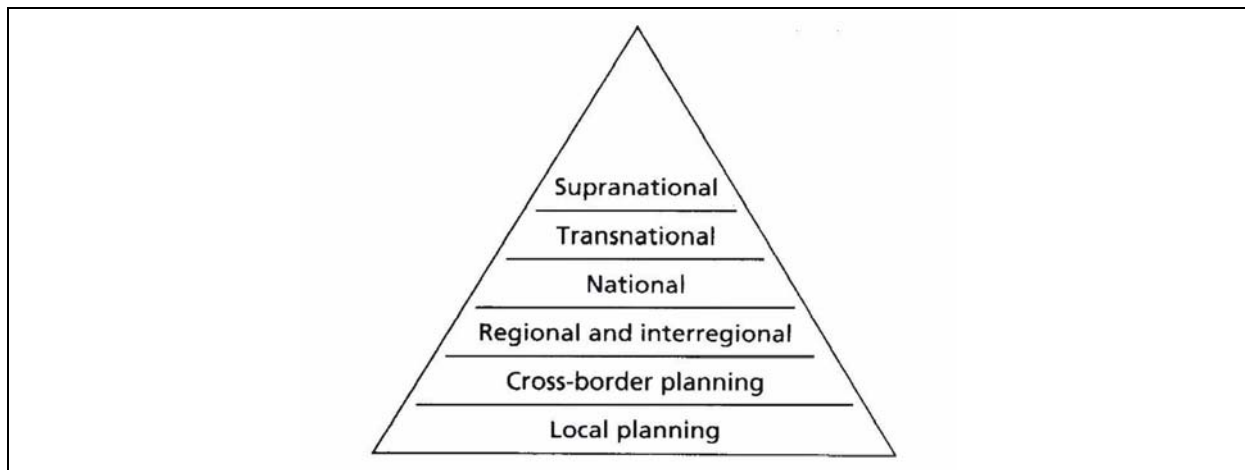 Supranational
Transnational
National
Regional and interregional
Cross-border planning
Local planning